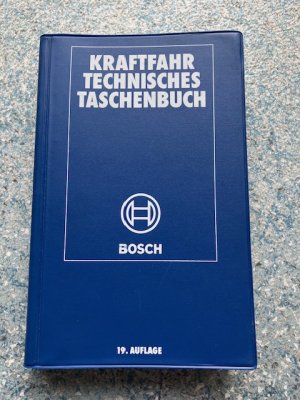 KRAFTFAHR
TECHNISCHES
TASCHENBUCH
BOSCH
19. AUFLAGE